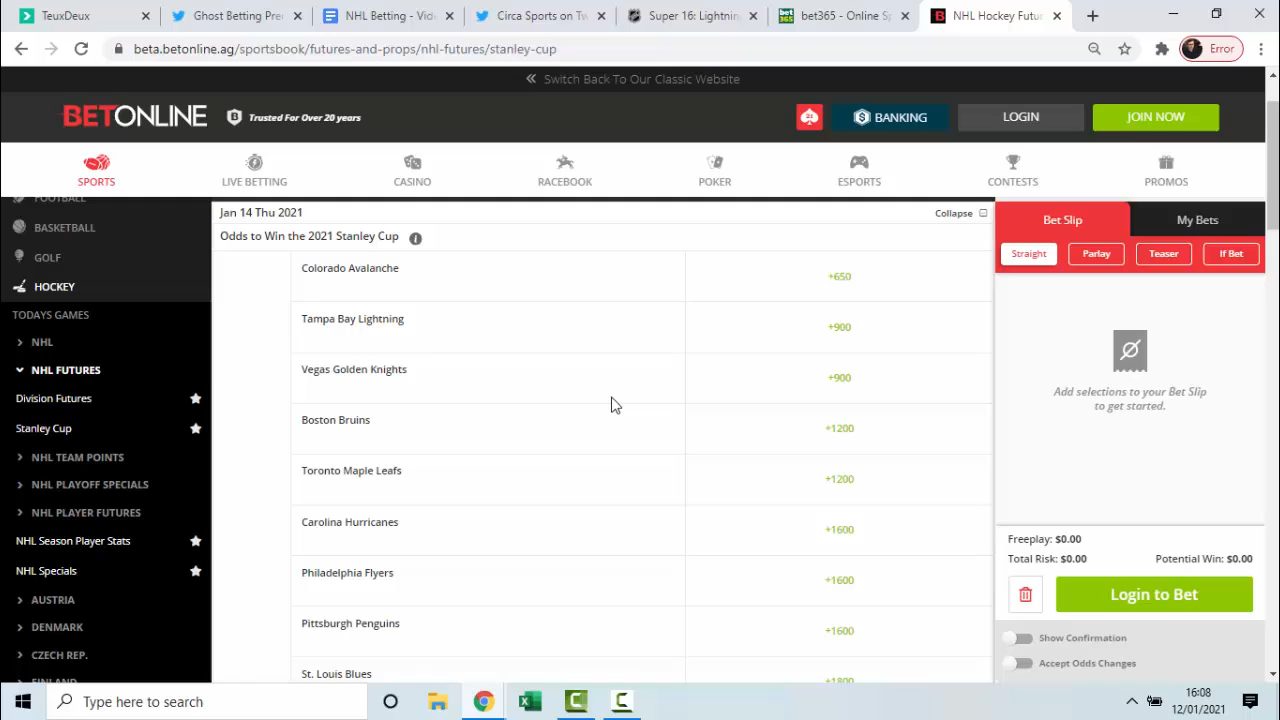 TeuxDeux
Ghost Betting Pre
NHL Betting - Vid
Circa Sports on Tw
Super 16: Lightni
bet365 - Online Sp
NHL Hockey Futu
beta.betonline.ag/sportsbook/futures-and-props/nhl-futures/stanley-cup
Error
Switch Back To Our Classic Website
BETONLINE
Trusted For Over 20 years
BANKING
LOGIN
JOIN NOW
SPORTS
LIVE BETTING
CASINO
RACEBOOK
POKER
ESPORTS
CONTESTS
PROMOS
FOOTBALL
BASKETBALL
GOLF
HOCKEY
TODAYS GAMES
NHL
NHL FUTURES
Division Futures
Stanley Cup
NHL TEAM POINTS
NHL PLAYOFF SPECIALS
NHL PLAYER FUTURES
NHL Season Player Stats
NHL Specials
AUSTRIA
DENMARK
CZECH REP.
FINLAND
Jan 14 Thu 2021
Collapse
Odds to Win the 2021 Stanley Cup
Colorado Avalanche +650
Tampa Bay Lightning +900
Vegas Golden Knights +900
Boston Bruins +1200
Toronto Maple Leafs +1200
Carolina Hurricanes +1600
Philadelphia Flyers +1600
Pittsburgh Penguins +1600
St. Louis Blues +1800
Bet Slip
My Bets
Straight
Parlay
Teaser
If Bet
Add selections to your Bet Slip
to get started.
Freeplay: $0.00
Total Risk: $0.00 Potential Win: $0.00
Login to Bet
Show Confirmation
Accept Odds Changes
Type here to search
16:08
12/01/2021